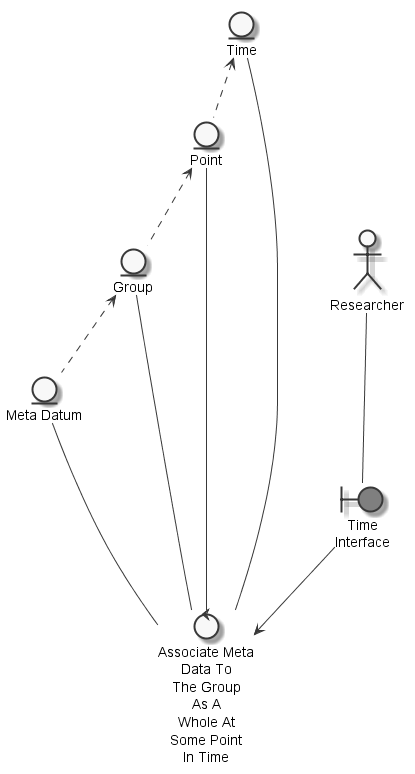 Time
Point
Group
Researcher
Meta Datum
Time
Interface
Associate Meta
Data To
The Group
As A
Whole At
Some Point
In Time